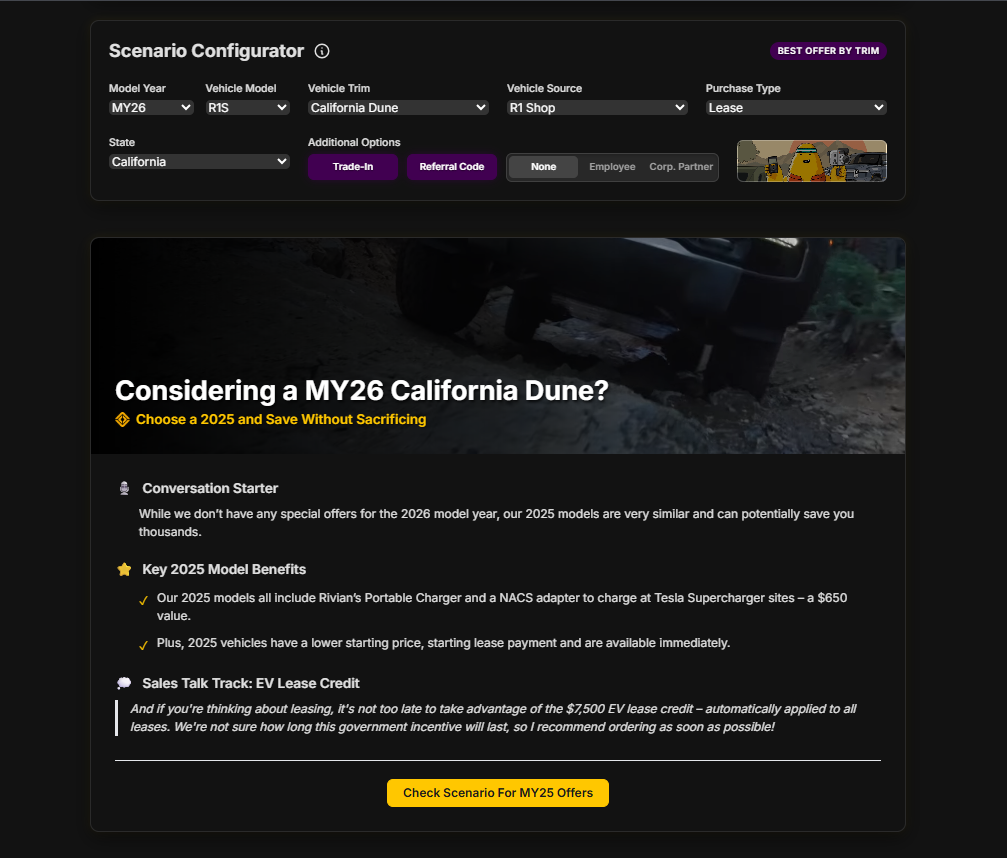 Scenario Configurator
BEST OFFER BY TRIM
Model Year
Vehicle Model
Vehicle Trim
Vehicle Source
Purchase Type
MY26
R1S
California Dune
R1 Shop
Lease
State
Additional Options
California
Trade-In
Referral Code
None
Employee
Corp. Partner
Considering a MY26 California Dune?
Choose a 2025 and Save Without Sacrificing
Conversation Starter
While we don’t have any special offers for the 2026 model year, our 2025 models are very similar and can potentially save you
thousands.
Key 2025 Model Benefits
Our 2025 models all include Rivian’s Portable Charger and a NACS adapter to charge at Tesla Supercharger sites – a $650
value.
Plus, 2025 vehicles have a lower starting price, starting lease payment and are available immediately.
Sales Talk Track: EV Lease Credit
And if you're thinking about leasing, it's not too late to take advantage of the $7,500 EV lease credit – automatically applied to all
leases. We're not sure how long this government incentive will last, so I recommend ordering as soon as possible!
Check Scenario For MY25 Offers